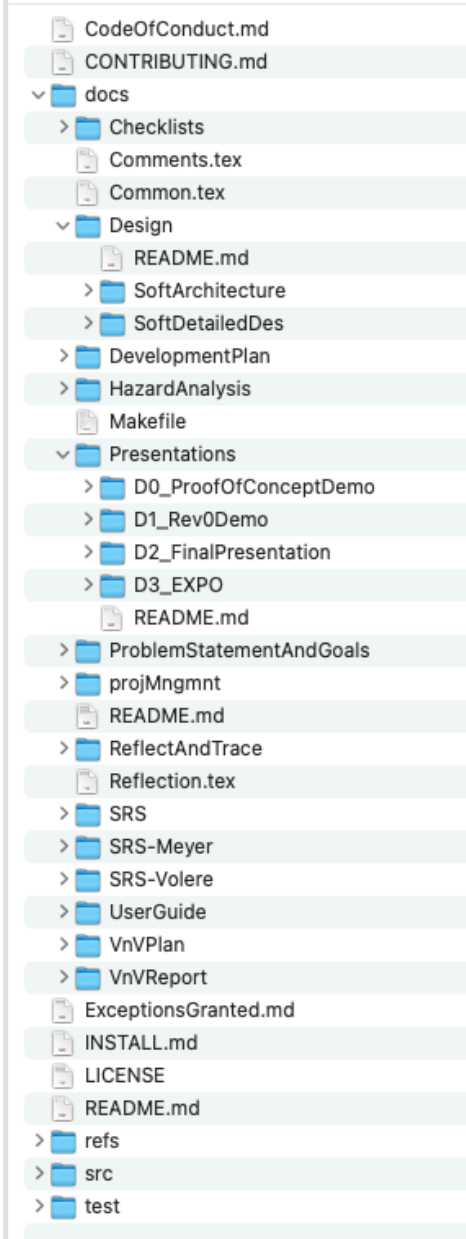 CodeOfConduct.md
CONTRIBUTING.md
docs
Checklists
Comments.tex
Common.tex
Design
README.md
SoftArchitecture
SoftDetailedDes
DevelopmentPlan
HazardAnalysis
Makefile
Presentations
D0_ProofOfConceptDemo
D1_Rev0Demo
D2_FinalPresentation
D3_EXPO
README.md
ProblemStatementAndGoals
projMngmnt
README.md
ReflectAndTrace
Reflection.tex
SRS
SRS-Meyer
SRS-Volere
UserGuide
VnVPlan
VnVReport
ExceptionsGranted.md
INSTALL.md
LICENSE
README.md
refs
src
test